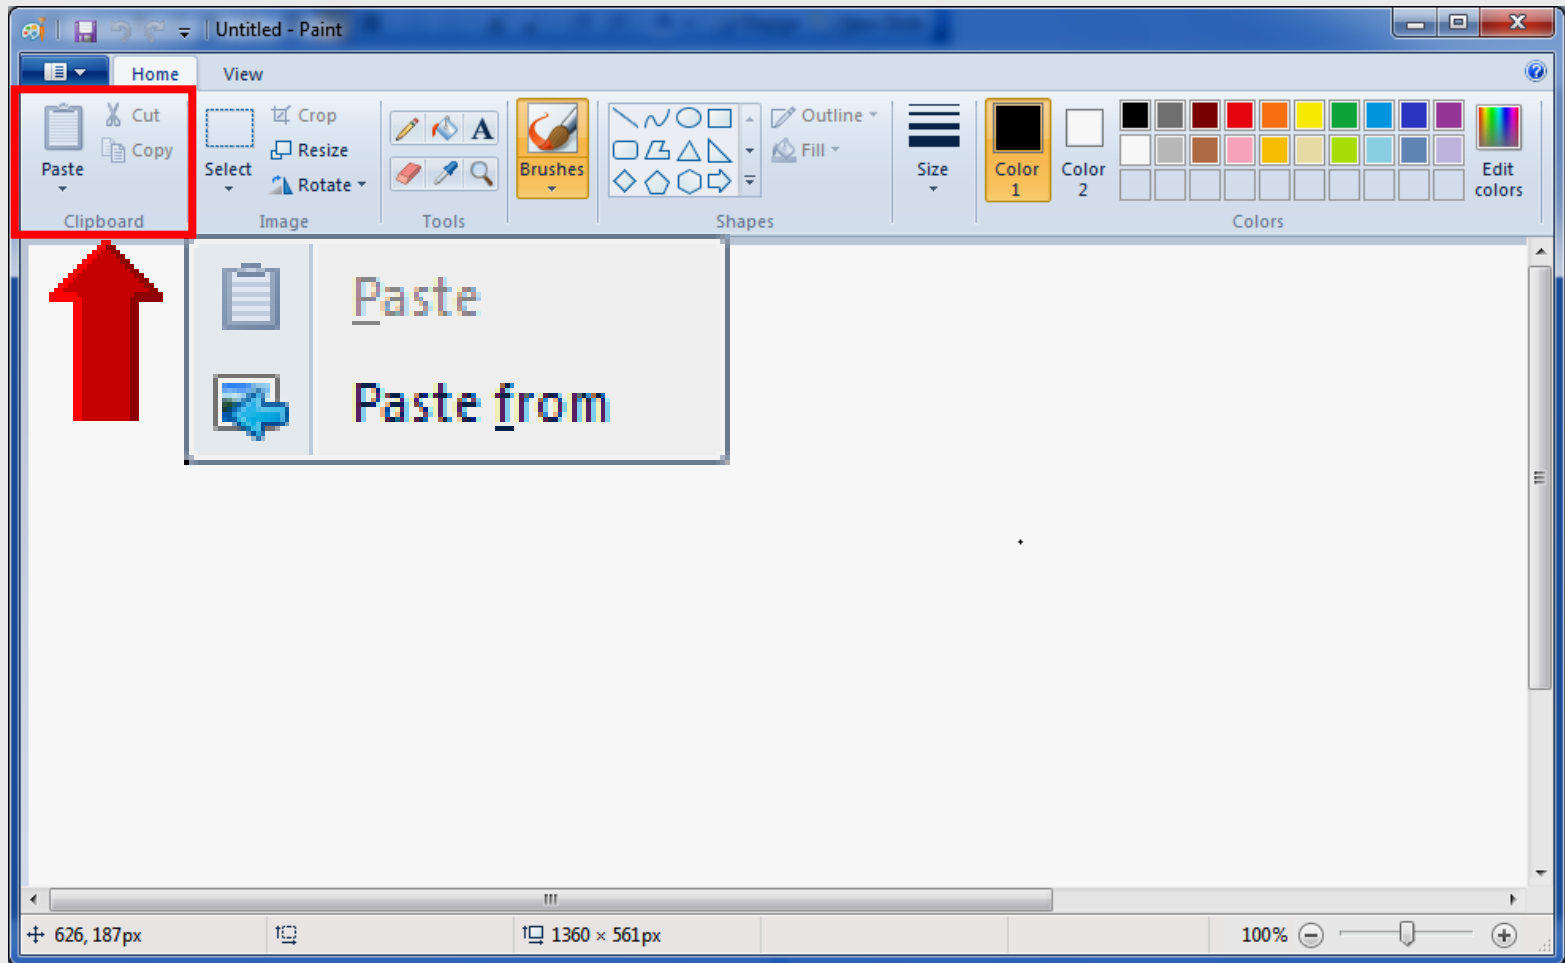 Untitled - Paint
Home View
Paste
Cut
Copy
Clipboard
Select
Crop
Resize
Rotate
Image
A
Tools
Brushes
Outline
Fill
Shapes
Size
Color 1
Color 2
Edit colors
Colors
Paste
Paste from
626, 187px
1360 × 561px
100%